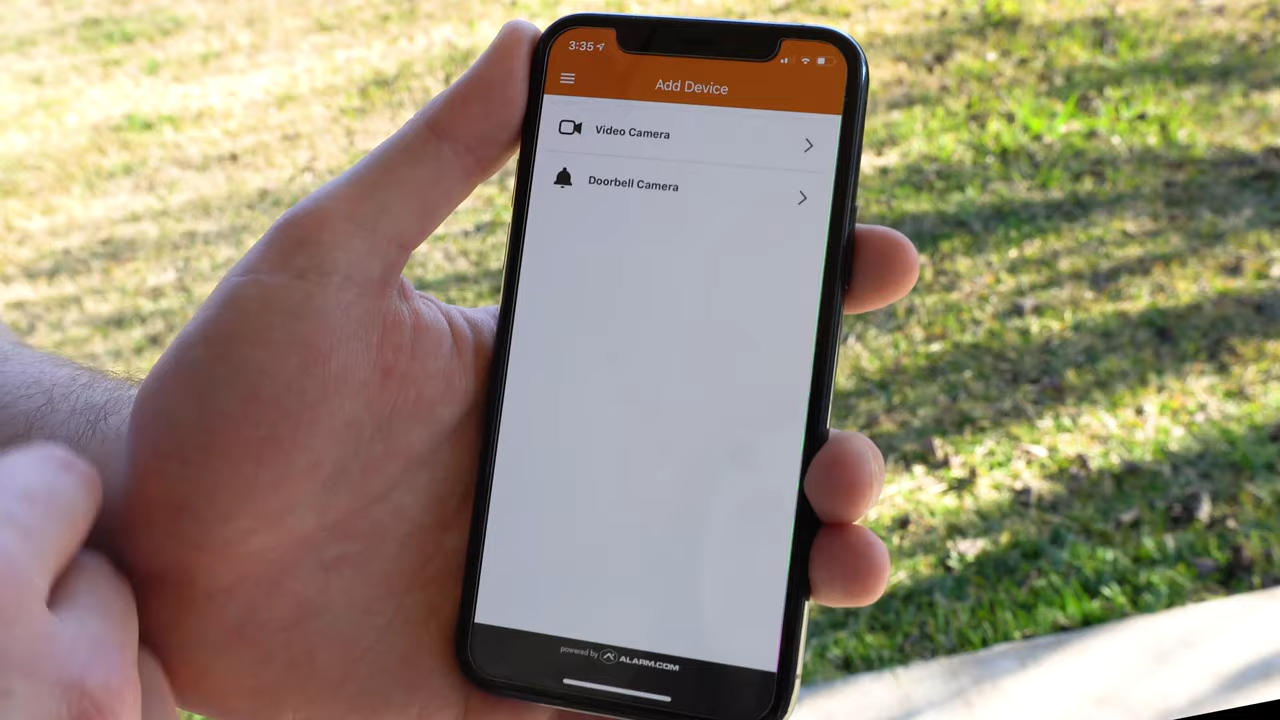 3:35
Add Device
Video Camera
Doorbell Camera
powered by ALARM.COM